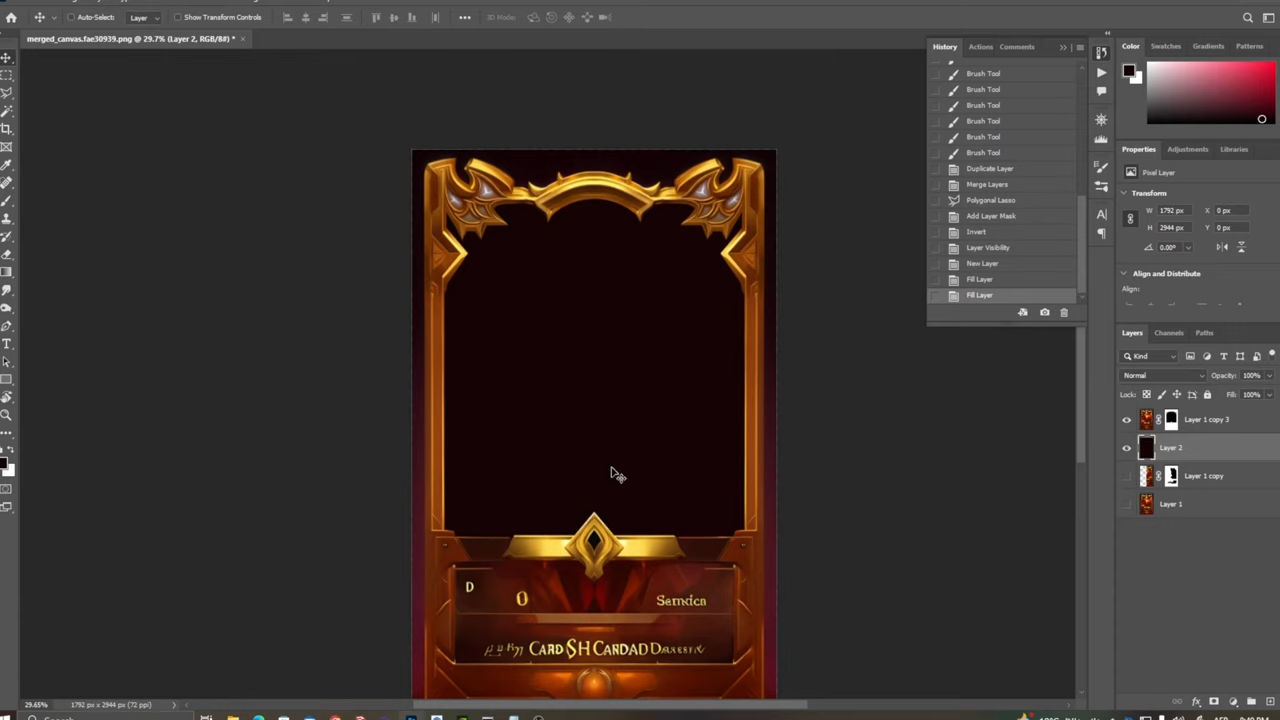 Auto-Select: Layer Show Transform Controls 3D Mode:
merged_canvas.fae30939.png @ 29.7% (Layer 2, RGB/8#) *
History Actions Comments
Brush Tool
Brush Tool
Brush Tool
Brush Tool
Brush Tool
Brush Tool
Duplicate Layer
Merge Layers
Polygonal Lasso
Add Layer Mask
Invert
Layer Visibility
New Layer
Fill Layer
Fill Layer
Color Swatches Gradients Patterns
Properties Adjustments Libraries
Pixel Layer
Transform
W 1792 px X 0 px
H 2944 px Y 0 px
0.00°
Align and Distribute
Align:
Layers Channels Paths
Kind
Normal Opacity: 100%
Lock: Fill: 100%
Layer 1 copy 3
Layer 2
Layer 1 copy
Layer 1
D
0
CARD SH CARDAD
29.65% 1792 px x 2944 px (72 ppi)